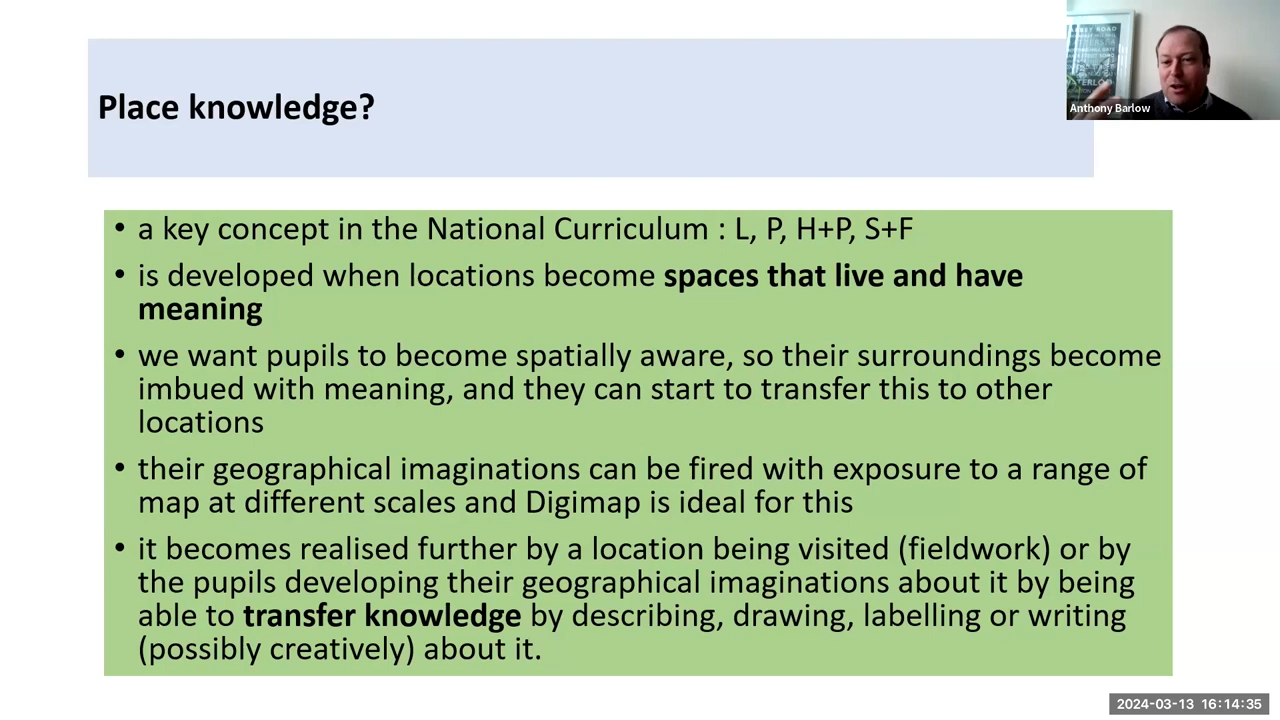 Place knowledge?
Anthony Barlow
• a key concept in the National Curriculum : L, P, H+P, S+F
• is developed when locations become spaces that live and have
meaning
• we want pupils to become spatially aware, so their surroundings become
imbued with meaning, and they can start to transfer this to other
locations
• their geographical imaginations can be fired with exposure to a range of
map at different scales and Digimap is ideal for this
• it becomes realised further by a location being visited (fieldwork) or by
the pupils developing their geographical imaginations about it by being
able to transfer knowledge by describing, drawing, labelling or writing
(possibly creatively) about it.
2024-03-13 16:14:35